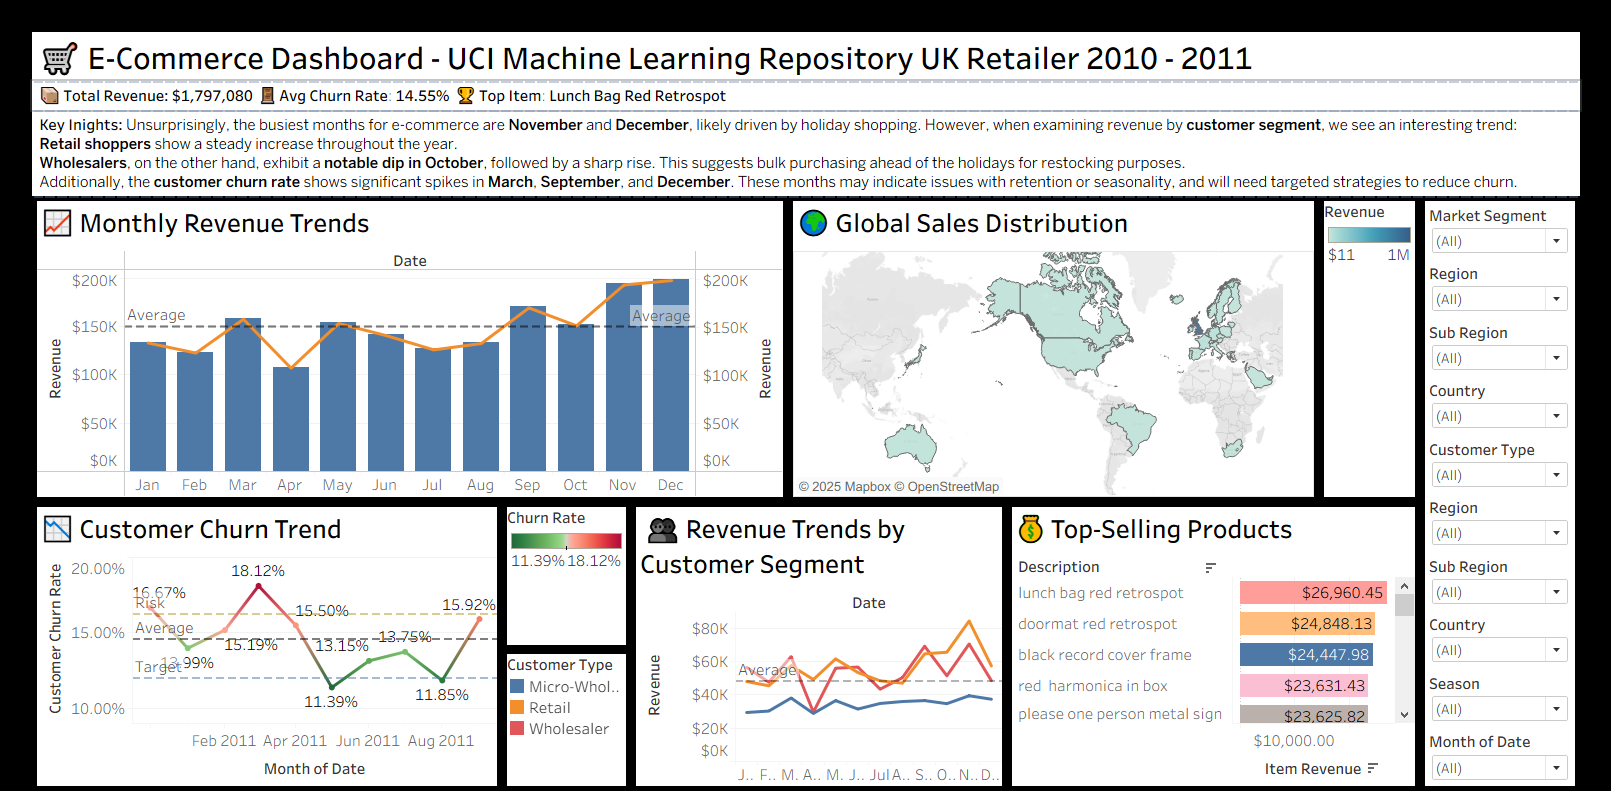 E-Commerce Dashboard - UCI Machine Learning Repository UK Retailer 2010 - 2011
Total Revenue: $1,797,080 Avg Churn Rate: 14.55% Top Item: Lunch Bag Red Retrospot
Key Inights: Unsurprisingly, the busiest months for e-commerce are November and December, likely driven by holiday shopping. However, when examining revenue by customer segment, we see an interesting trend:
Retail shoppers show a steady increase throughout the year.
Wholesalers, on the other hand, exhibit a notable dip in October, followed by a sharp rise. This suggests bulk purchasing ahead of the holidays for restocking purposes.
Additionally, the customer churn rate shows significant spikes in March, September, and December. These months may indicate issues with retention or seasonality, and will need targeted strategies to reduce churn.
Monthly Revenue Trends
Date
$200K
$150K
$100K
$50K
$0K
Revenue
Average
Average
$200K
$150K
$100K
$50K
$0K
Revenue
Jan Feb Mar Apr May Jun Jul Aug Sep Oct Nov Dec
Global Sales Distribution
© 2025 Mapbox © OpenStreetMap
Revenue
$11 1M
Market Segment
(All)
Region
(All)
Sub Region
(All)
Country
(All)
Customer Type
(All)
Region
(All)
Sub Region
(All)
Country
(All)
Season
(All)
Month of Date
(All)
Customer Churn Trend
Customer Churn Rate
20.00%
15.00%
10.00%
18.12%
16.67%
Risk
15.50%
15.92%
Average
15.19%
13.15%
13.75%
Target
13.99%
11.39%
11.85%
Feb 2011 Apr 2011 Jun 2011 Aug 2011
Month of Date
Churn Rate
11.39% 18.12%
Customer Type
Micro-Whol..
Retail
Wholesaler
Revenue Trends by
Customer Segment
Date
$80K
$60K
$40K
$20K
$0K
Revenue
Average
J.. F.. M. A.. M. J.. Jul A.. S.. O.. N.. D..
Top-Selling Products
Description
lunch bag red retrospot $26,960.45
doormat red retrospot $24,848.13
black record cover frame $24,447.98
red harmonica in box $23,631.43
please one person metal sign $23,625.82
$10,000.00
Item Revenue